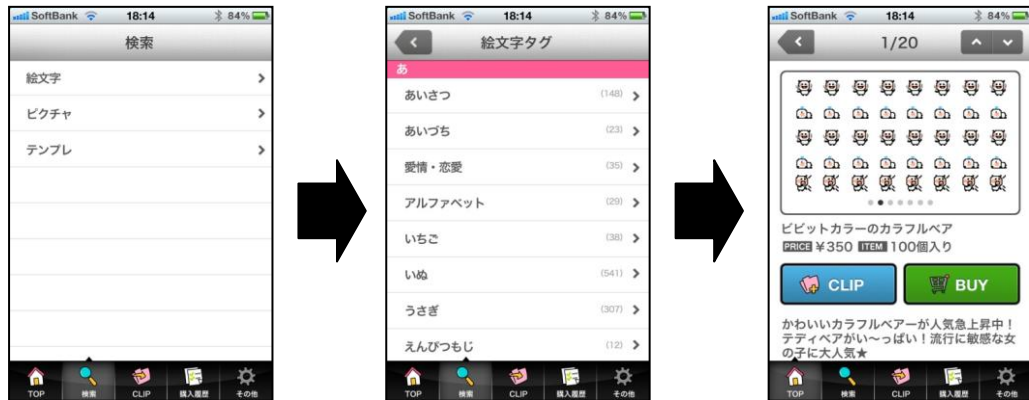 SoftBank 18:14 84%
検索
絵文字
ピクチャ
テンプレ
TOP 検索 CLIP 購入履歴 その他
SoftBank 18:14 84%
絵文字タグ
あ
あいさつ (148)
あいづち (23)
愛情・恋愛 (35)
アルファベット (29)
いちご (38)
いぬ (541)
うさぎ (307)
えんぴつもじ (12)
TOP 検索 CLIP 購入履歴 その他
SoftBank 18:14 84%
1/20
ビビットカラーのカラフルベア
PRICE ¥350 ITEM 100個入り
CLIP BUY
かわいいカラフルベアーが人気急上昇中！
テディベアがい〜っぱい！流行に敏感な女
の子に大人気★
TOP 検索 CLIP 購入履歴 その他